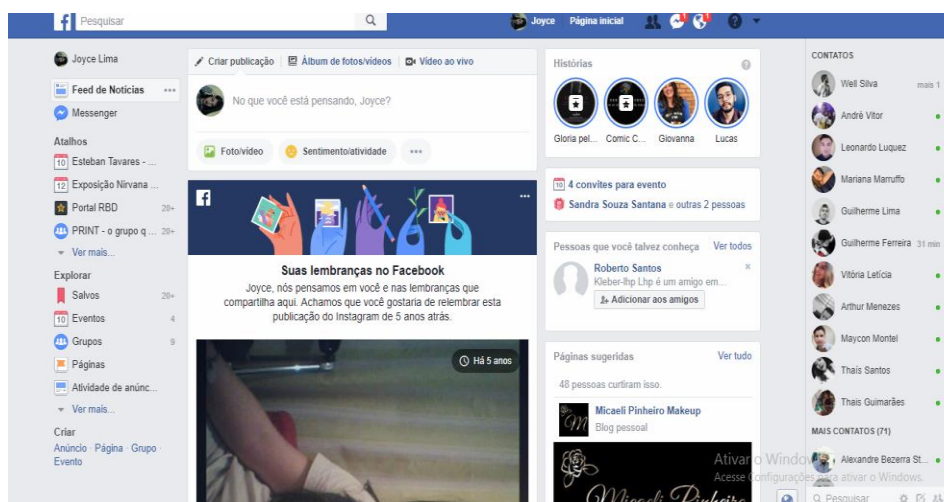 Pesquisar
Joyce
Página inicial
Joyce Lima
Feed de Notícias
Messenger
Atalhos
10 Esteban Tavares - ...
12 Exposição Nirvana ...
Portal RBD 20+
PRINT - o grupo q ... 20+
Ver mais...
Explorar
Salvos 20+
10 Eventos 4
Grupos 9
Páginas
Atividade de anúnc...
Ver mais...
Criar
Anúncio · Página · Grupo ·
Evento
Criar publicação
Álbum de fotos/vídeos
Vídeo ao vivo
No que você está pensando, Joyce?
Foto/vídeo
Sentimento/atividade
Suas lembranças no Facebook
Joyce, nós pensamos em você e nas lembranças que
compartilha aqui. Achamos que você gostaria de relembrar esta
publicação do Instagram de 5 anos atrás.
Há 5 anos
Histórias
Gloria pel... Comic C... Giovanna Lucas
10 4 convites para evento
Sandra Souza Santana e outras 2 pessoas
Pessoas que você talvez conheça Ver todos
Roberto Santos
Kleber-lhp Lhp é um amigo em...
Adicionar aos amigos
Páginas sugeridas Ver tudo
48 pessoas curtiram isso.
Micaeli Pinheiro Makeup
Blog pessoal
Micaeli Pinheiro
CONTATOS
Well Silva mais 1
André Vitor
Leonardo Luquez
Mariana Marruffo
Guilherme Lima
Guilherme Ferreira 31 min
Vitória Letícia
Arthur Menezes
Maycon Montel
Thaís Santos
Thais Guimarães
MAIS CONTATOS (71)
Alexandre Bezerra St...
Ativar o Windows
Acesse Configurações para ativar o Windows.
Pesquisar